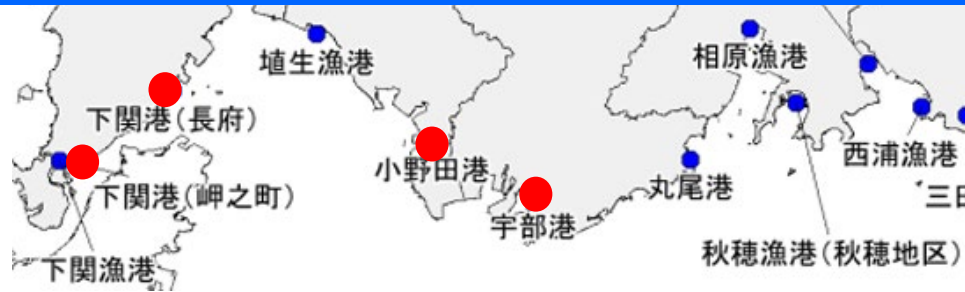 埴生漁港
相原漁港
下関港(長府)
小野田港
西浦漁港
下関港(岬之町)
丸尾港
三田
宇部港
秋穂漁港(秋穂地区)
下関漁港